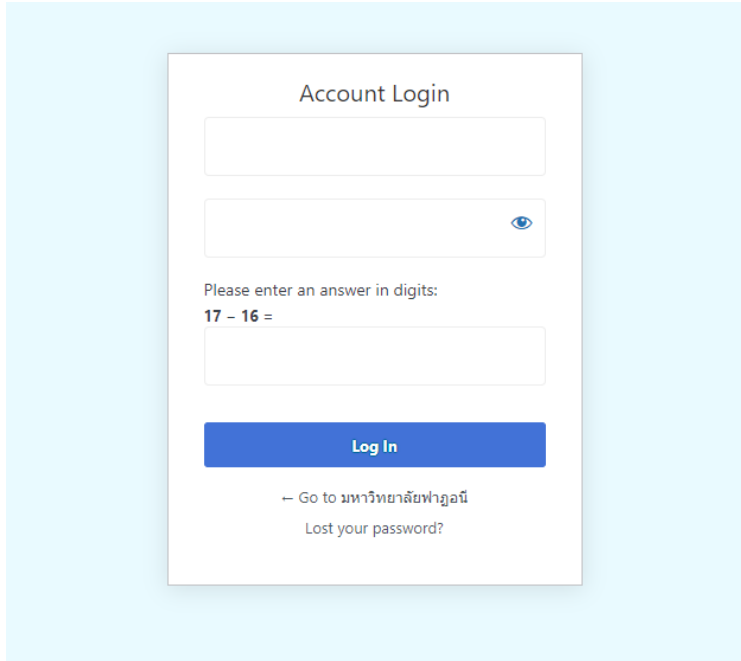 Account Login
Please enter an answer in digits:
17 − 16 =
Log In
← Go to มหาวิทยาลัยฟาฏอนี
Lost your password?